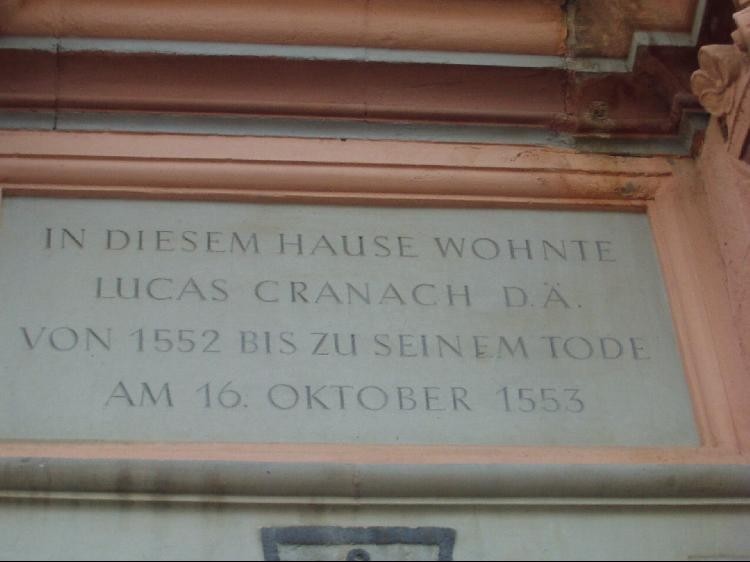 IN DIESEM HAUSE WOHNTE
LUCAS CRANACH D.Ä.
VON 1552 BIS ZU SEINEM TODE
AM 16. OKTOBER 1553